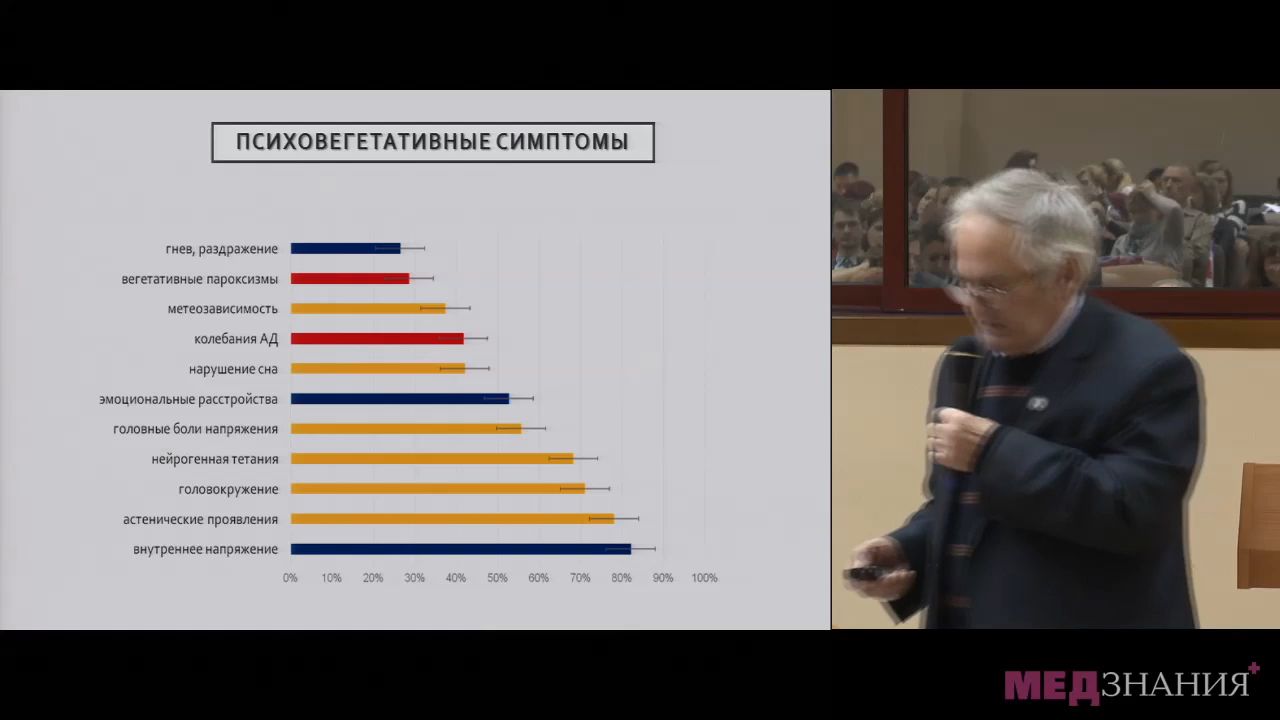 ПСИХОВЕГЕТАТИВНЫЕ СИМПТОМЫ
гнев, раздражение
вегетативные пароксизмы
метеозависимость
колебания АД
нарушение сна
эмоциональные расстройства
головные боли напряжения
нейрогенная тетания
головокружение
астенические проявления
внутреннее напряжение
0% 10% 20% 30% 40% 50% 60% 70% 80% 90% 100%
МЕДЗНАНИЯ+